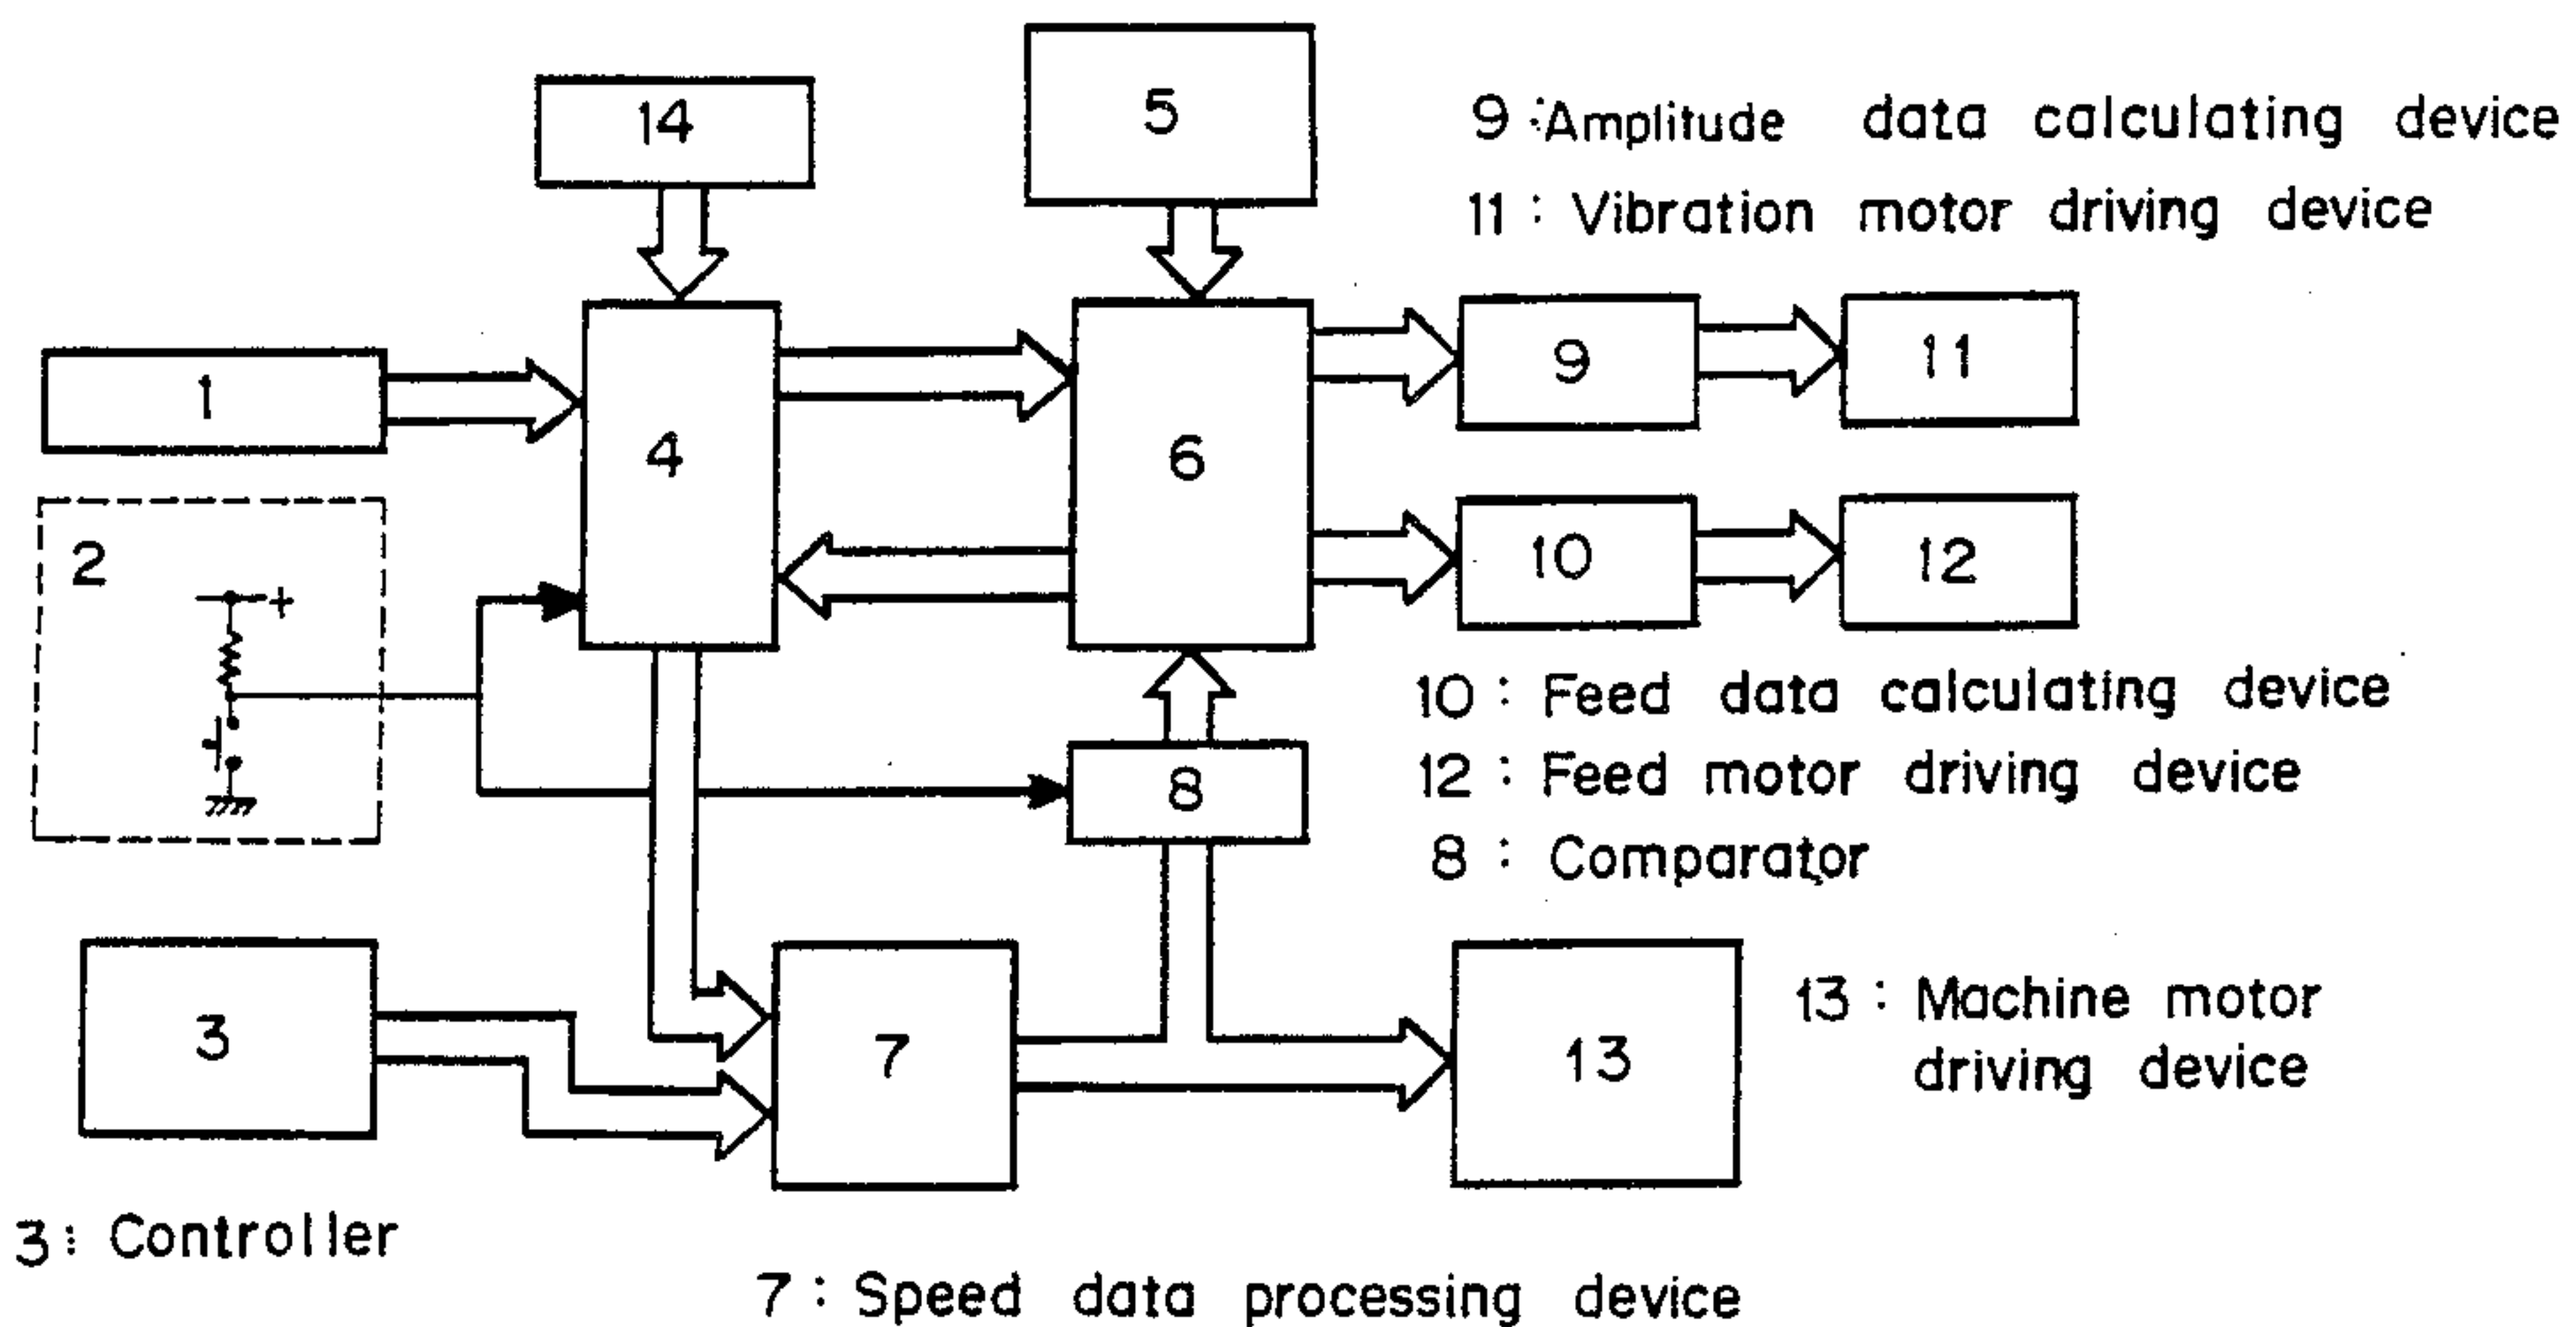 14
5
9 : Amplitude data calculating device
11 : Vibration motor driving device
1
4
6
9
11
2
+
10
12
10 : Feed data calculating device
12 : Feed motor driving device
8
8 : Comparator
3
7
13
13 : Machine motor
driving device
3 : Controller
7 : Speed data processing device